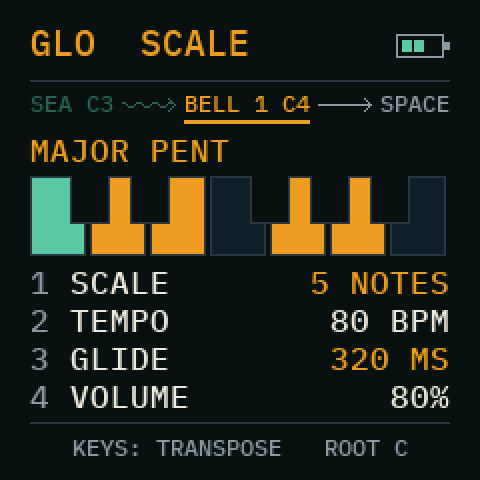 GLO SCALE
SEA C3 BELL 1 C4 SPACE
MAJOR PENT
1 SCALE 5 NOTES
2 TEMPO 80 BPM
3 GLIDE 320 MS
4 VOLUME 80%
KEYS: TRANSPOSE ROOT C